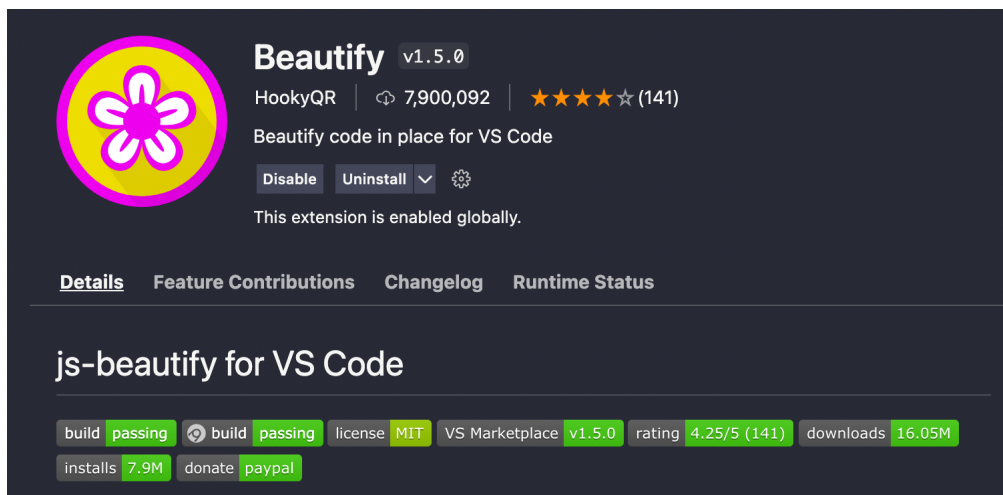 Beautify v1.5.0
HookyQR 7,900,092 (141)
Beautify code in place for VS Code
Disable Uninstall
This extension is enabled globally.
Details Feature Contributions Changelog Runtime Status
js-beautify for VS Code
build passing build passing license MIT VS Marketplace v1.5.0 rating 4.25/5 (141) downloads 16.05M
installs 7.9M donate paypal